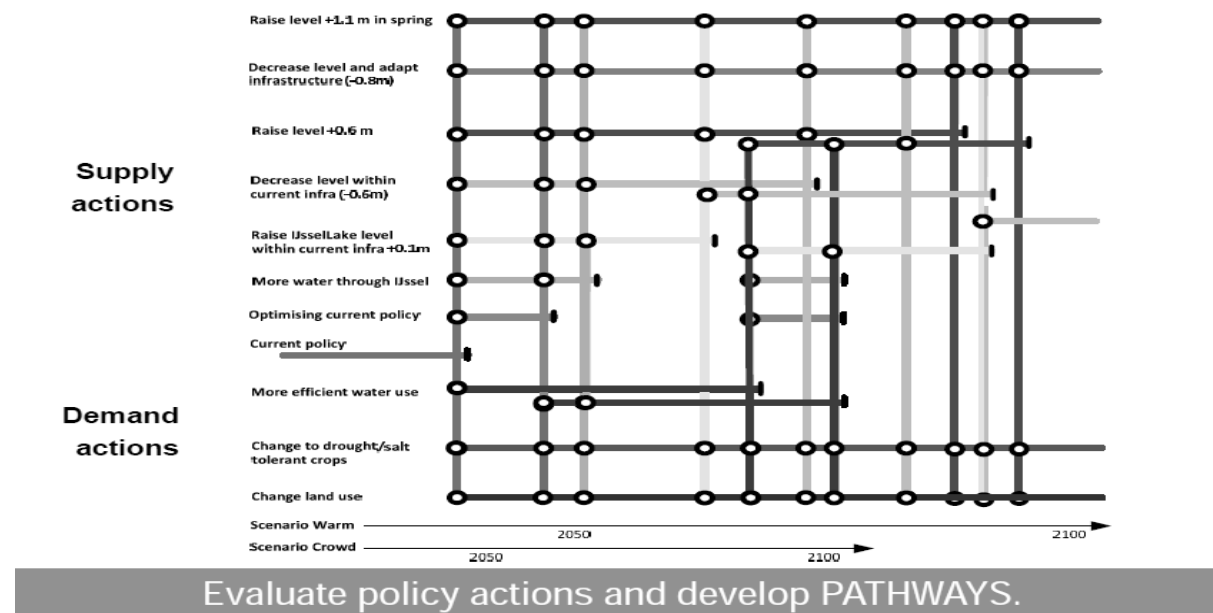 Raise level +1.1 m in spring
Decrease level and adapt
infrastructure (-0.8m)
Raise level +0.6 m
Supply
actions
Decrease level within
current infra (-0.6m)
Raise IJsselLake level
within current infra +0.1m
More water through IJssel
Optimising current policy
Current policy
More efficient water use
Demand
actions
Change to drought/salt
tolerant crops
Change land use
Scenario Warm
2050
2100
Scenario Crowd
2050
2100
Evaluate policy actions and develop PATHWAYS.